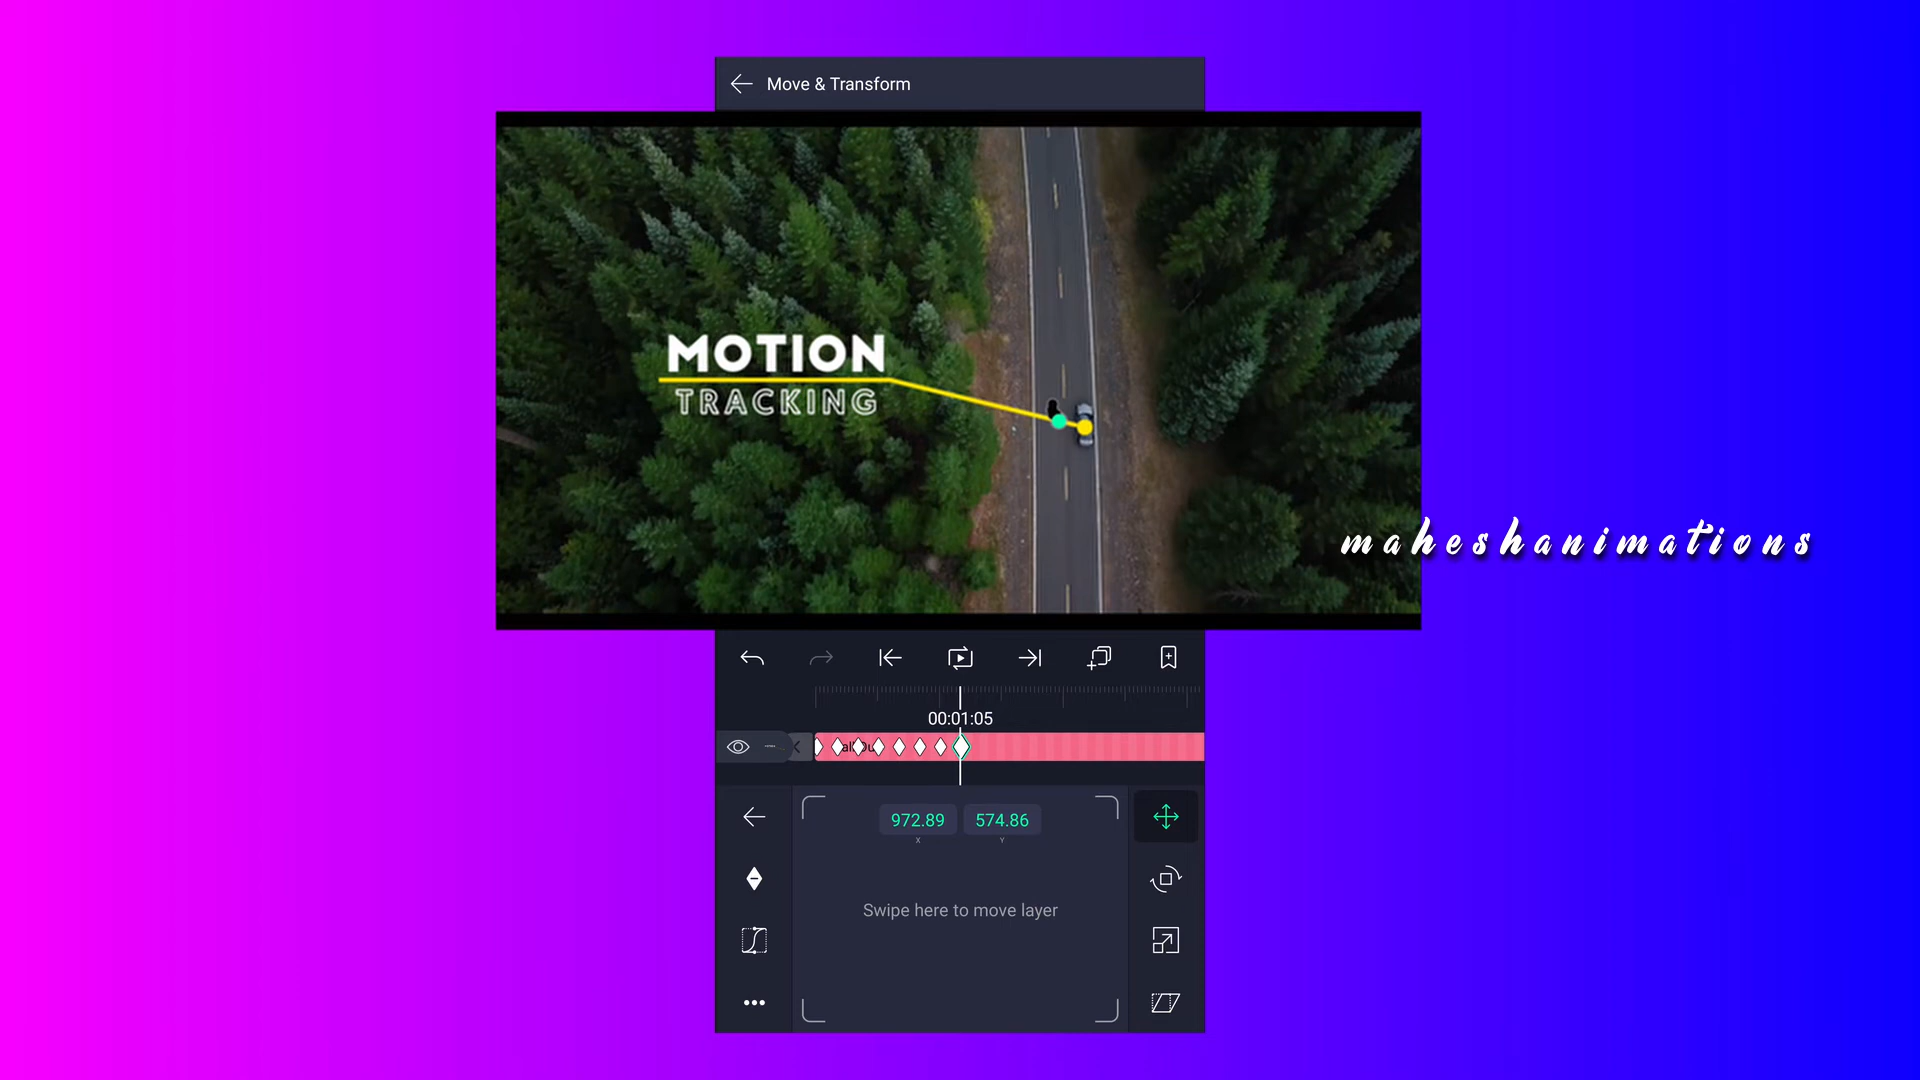 Move & Transform
MOTION
TRACKING
maheshanimations
00:01:05
972.89 574.86
X Y
Swipe here to move layer